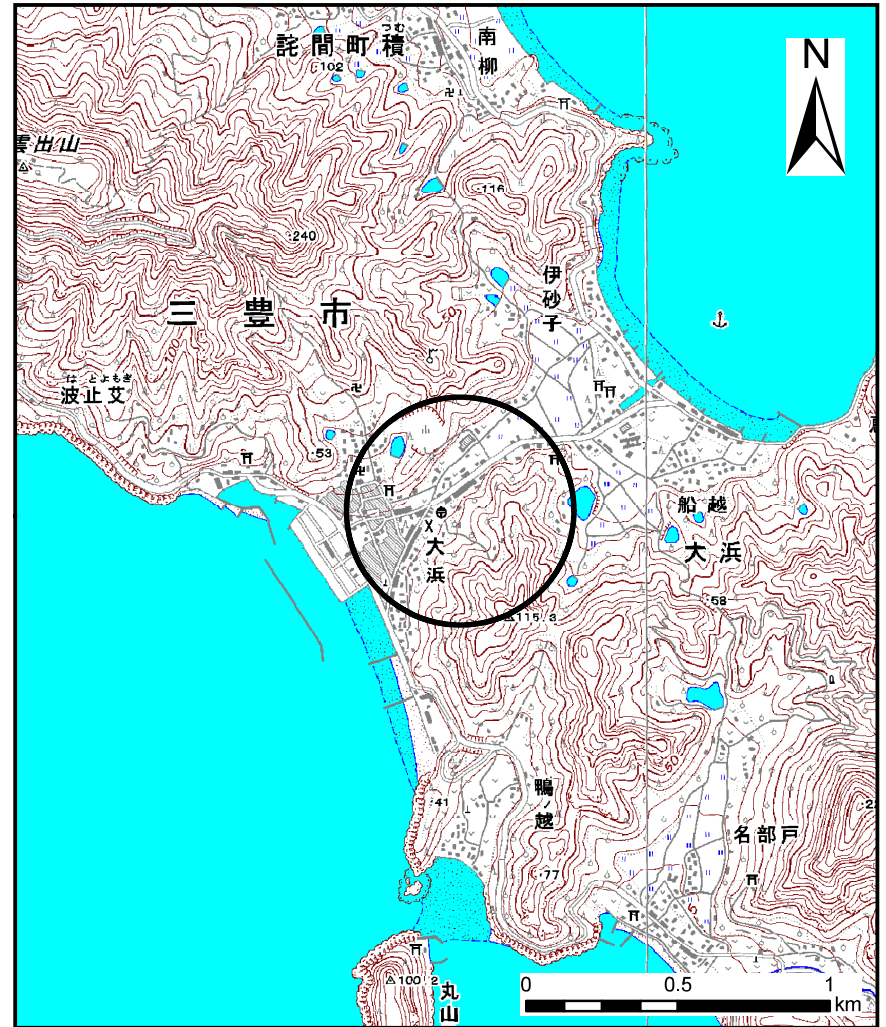 つむ
詫間町積
南柳
N
・102
雲出山
・116
・240
伊砂子
三豊市
100
はとよもぎ
波止艾
・53
船越
大浜
大浜
・58
115.3
50
鴨ノ越
・41
名部戸
・77
100.2
丸山
0 0.5 1
km